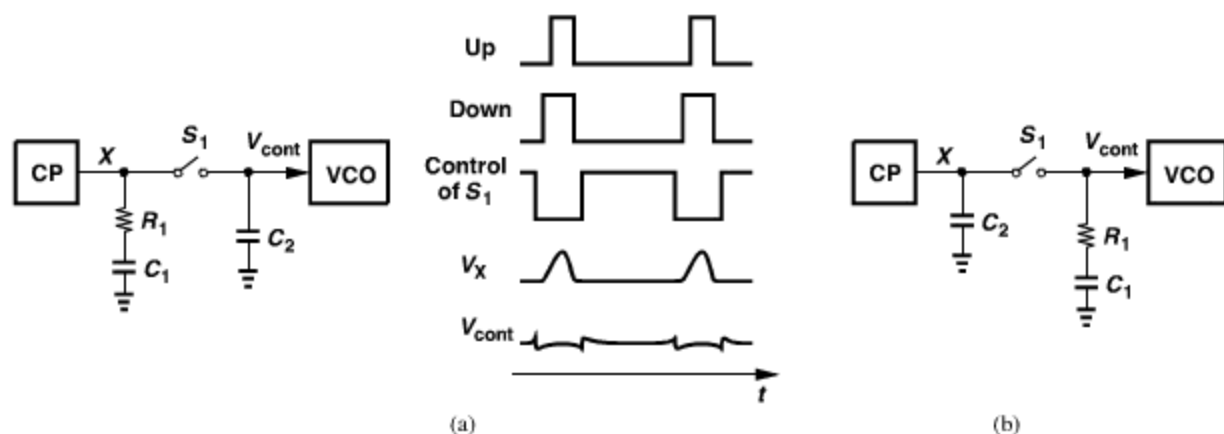 CP
X
S1
Vcont
VCO
R1
C1
C2
Up
Down
Control
of S1
VX
Vcont
t
(a)
CP
X
S1
Vcont
VCO
C2
R1
C1
(b)